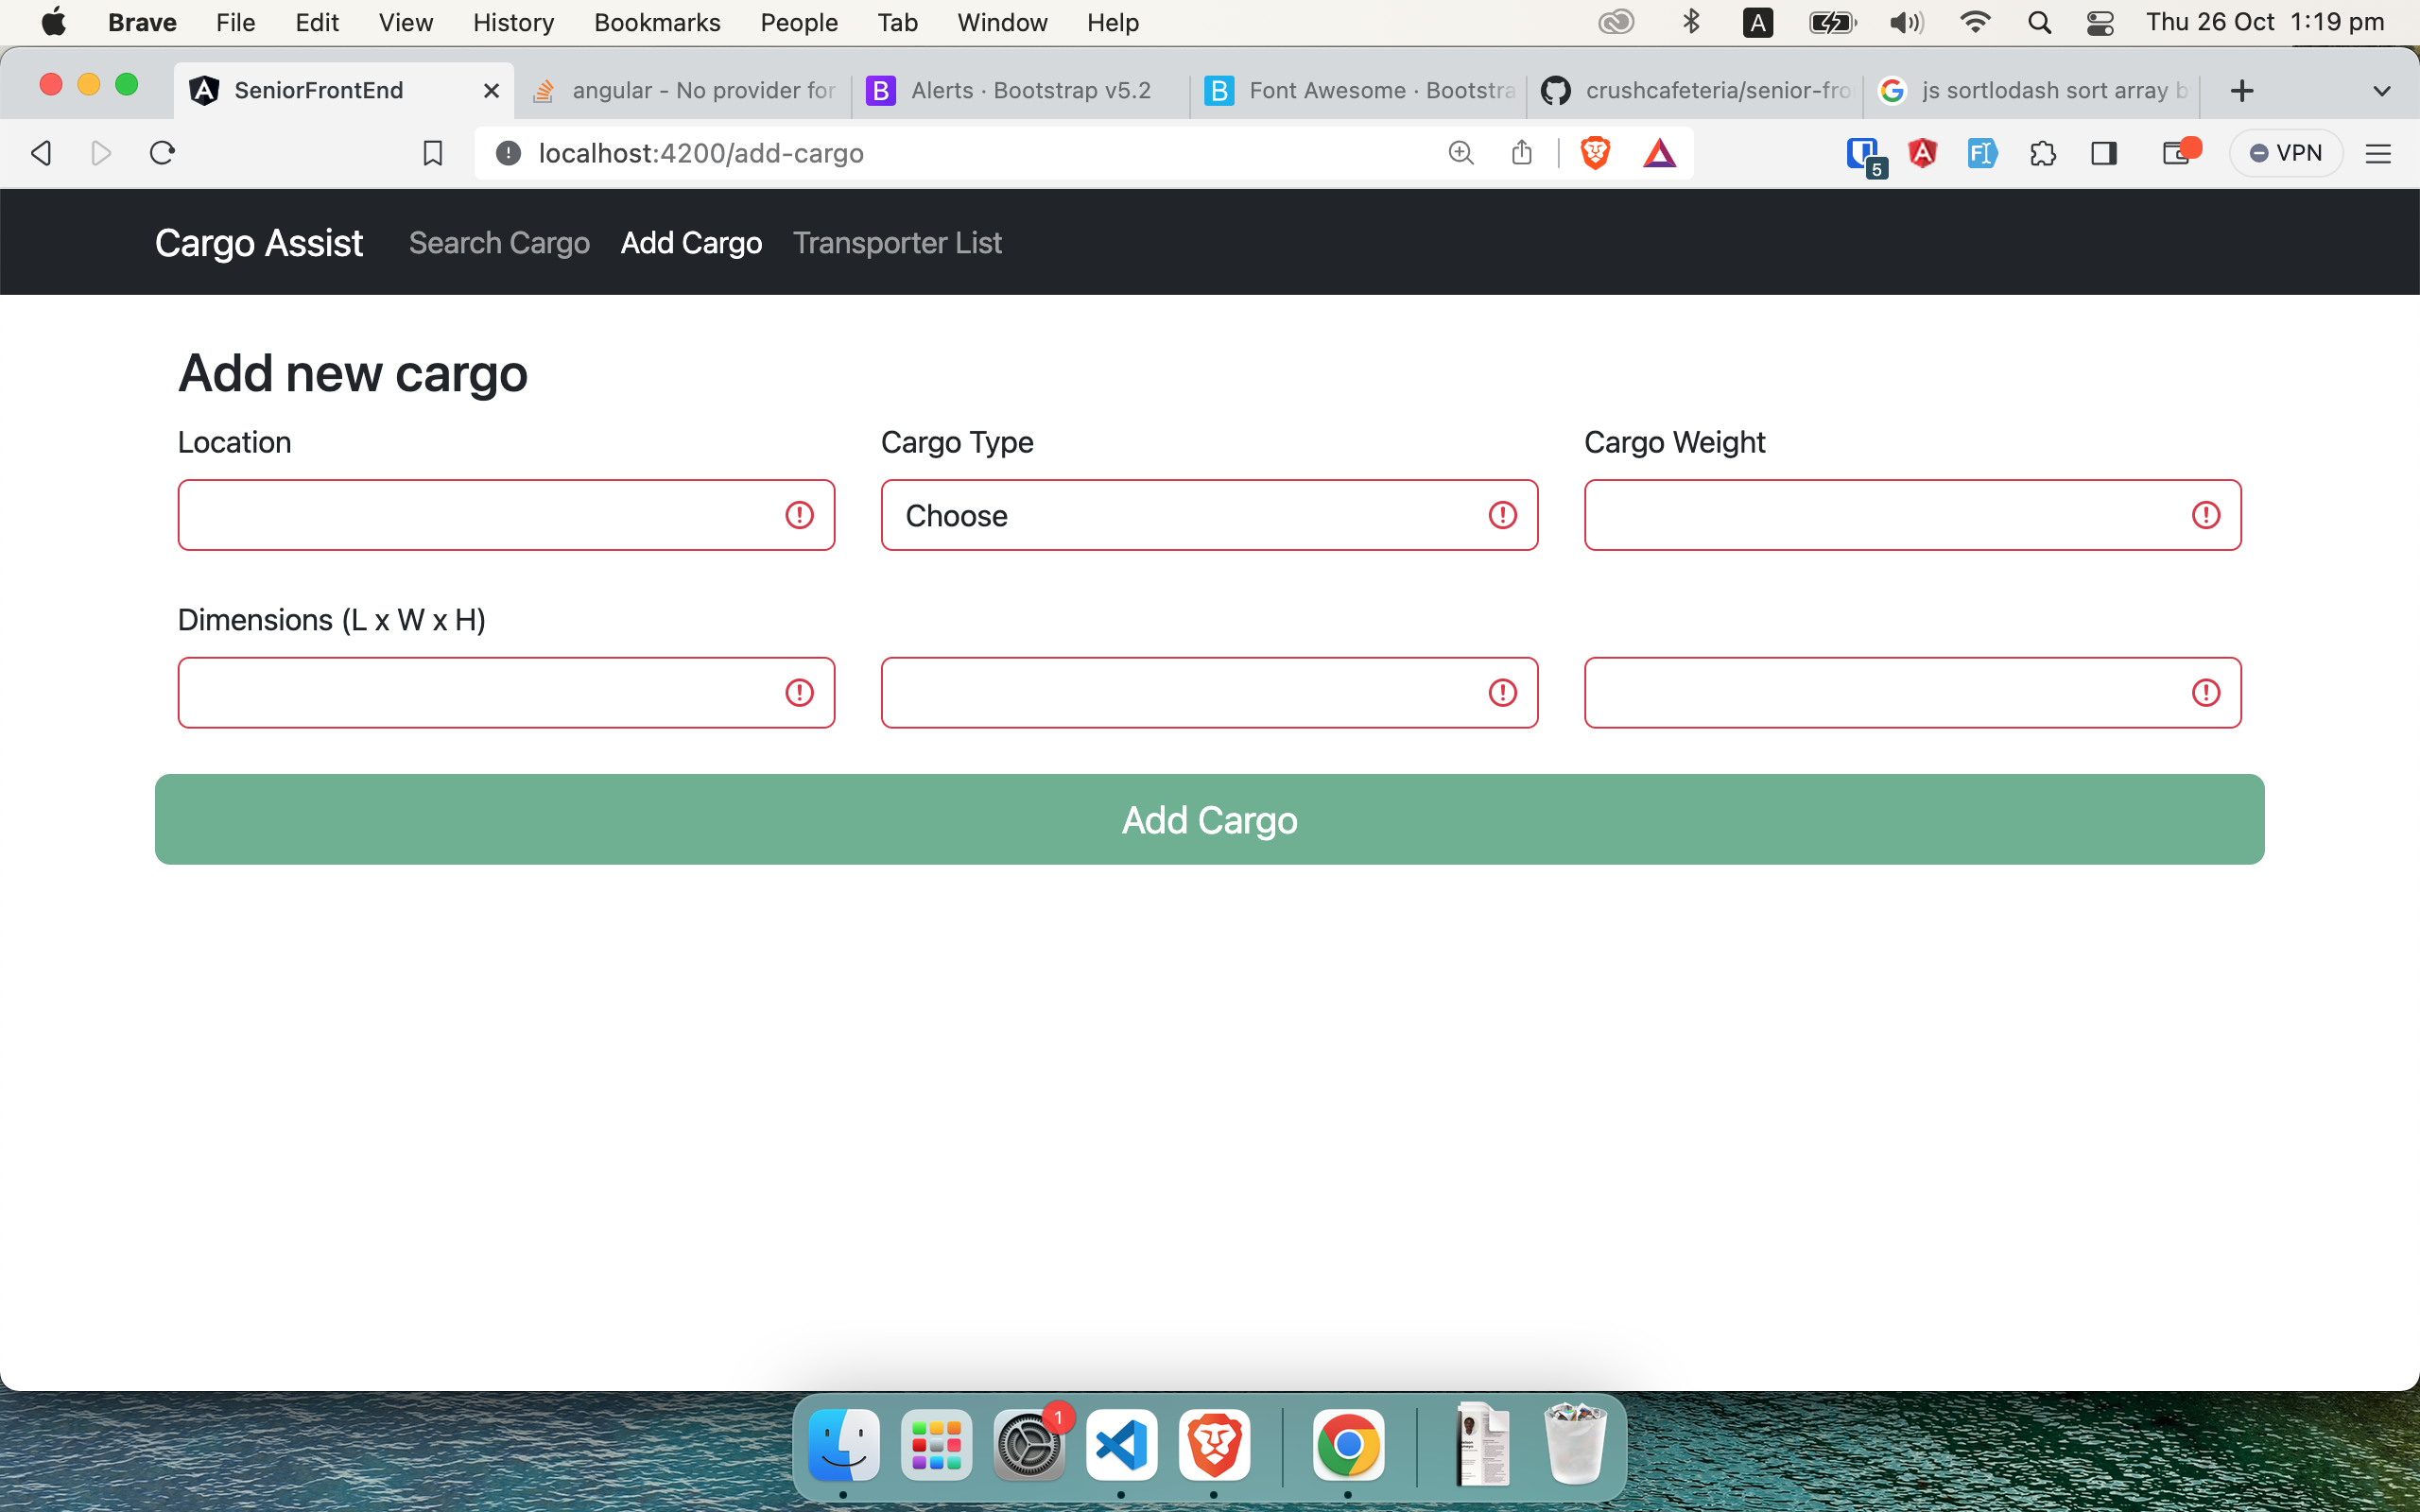 Brave File Edit View History Bookmarks People Tab Window Help A Thu 26 Oct 1:19 pm
SeniorFrontEnd angular - No provider for B Alerts · Bootstrap v5.2 B Font Awesome · Bootstra crushcafeteria/senior-fro js sortlodash sort array b
localhost:4200/add-cargo 5 VPN
Cargo Assist Search Cargo Add Cargo Transporter List
Add new cargo
Location Cargo Type Cargo Weight
Choose
Dimensions (L x W x H)
Add Cargo
1